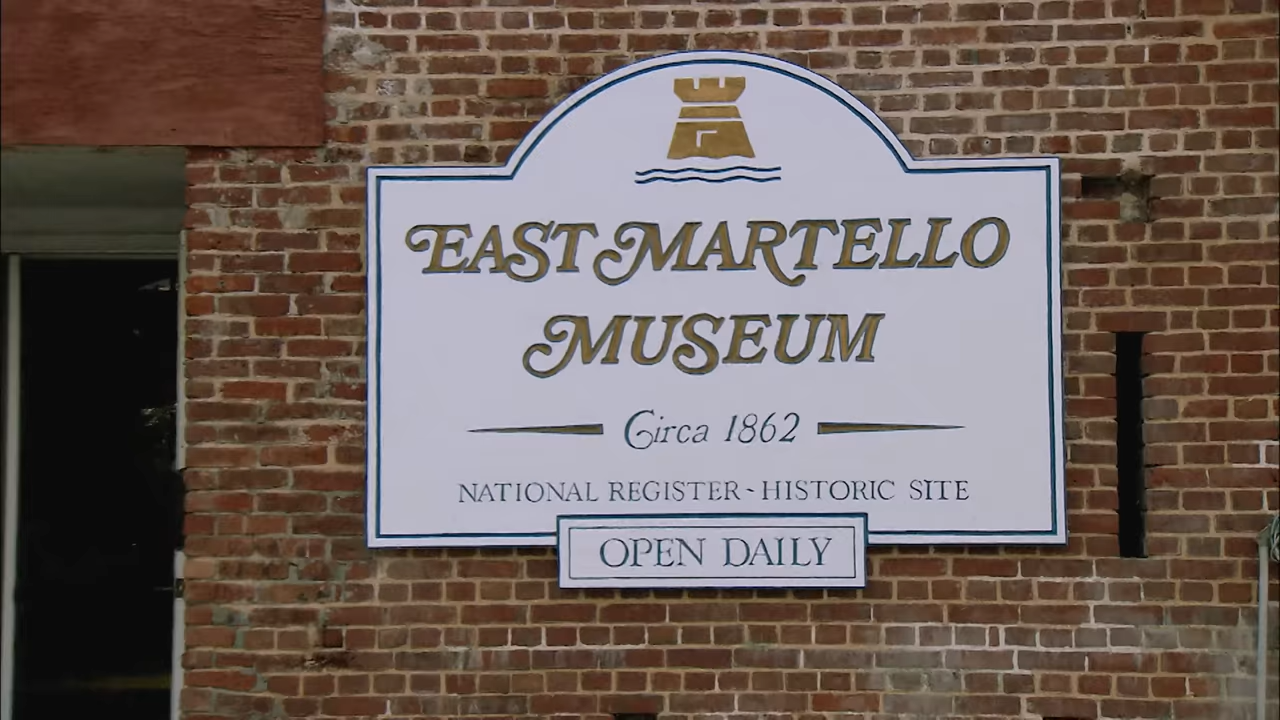 EAST MARTELLO
MUSEUM
Circa 1862
NATIONAL REGISTER - HISTORIC SITE
OPEN DAILY